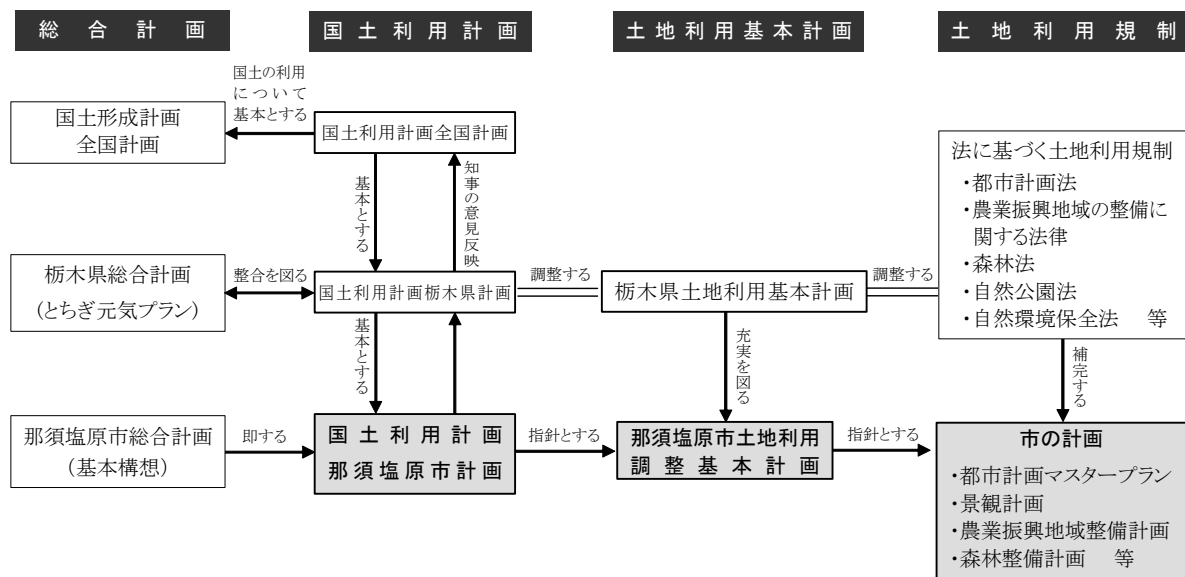 総合計画
国土利用計画
土地利用基本計画
土地利用規制
国土の利用
について
基本とする
国土形成計画
全国計画
国土利用計画全国計画
基本とする
知事の意見反映
法に基づく土地利用規制
・都市計画法
・農業振興地域の整備に
関する法律
・森林法
・自然公園法
・自然環境保全法 等
栃木県総合計画
(とちぎ元気プラン)
整合を図る
国土利用計画栃木県計画
調整する
栃木県土地利用基本計画
調整する
基本とする
充実を図る
補完する
那須塩原市総合計画
(基本構想)
即する
国土利用計画
那須塩原市計画
指針とする
那須塩原市土地利用
調整基本計画
指針とする
市の計画
・都市計画マスタープラン
・景観計画
・農業振興地域整備計画
・森林整備計画 等